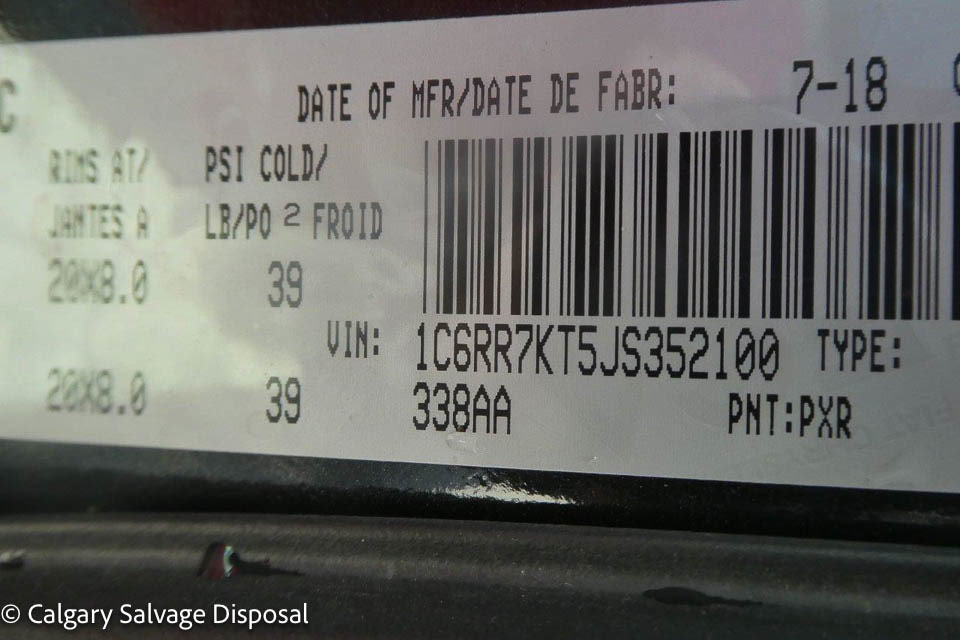 C
DATE OF MFR/DATE DE FABR: 7-18
RIMS AT/ PSI COLD/
JANTES A LB/PO 2 FROID
20X8.0 39
VIN: 1C6RR7KT5JS352100 TYPE:
20X8.0 39 338AA PNT:PXR
© Calgary Salvage Disposal